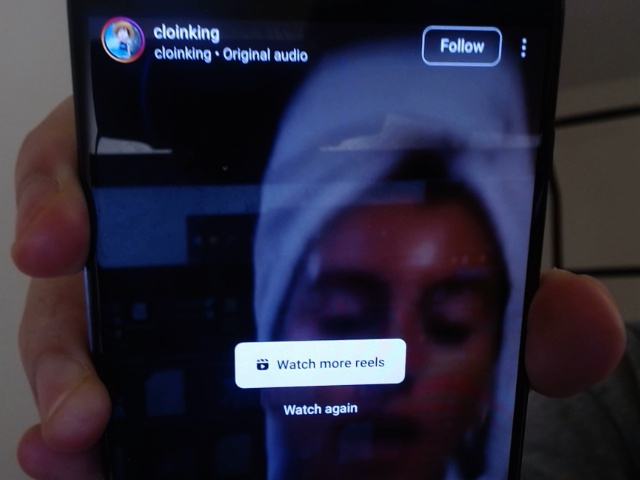 cloinking
cloinking • Original audio
Follow
Watch more reels
Watch again